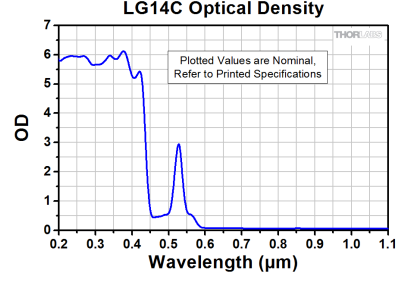 LG14C Optical Density
THORLABS
Plotted Values are Nominal,
Refer to Printed Specifications
OD
7
6
5
4
3
2
1
0
0.2 0.3 0.4 0.5 0.6 0.7 0.8 0.9 1.0 1.1
Wavelength (µm)